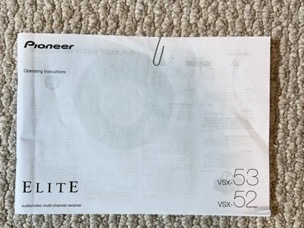 Pioneer
Operating Instructions
ELITE
audio/video multi-channel receiver
VSX-53
VSX-52